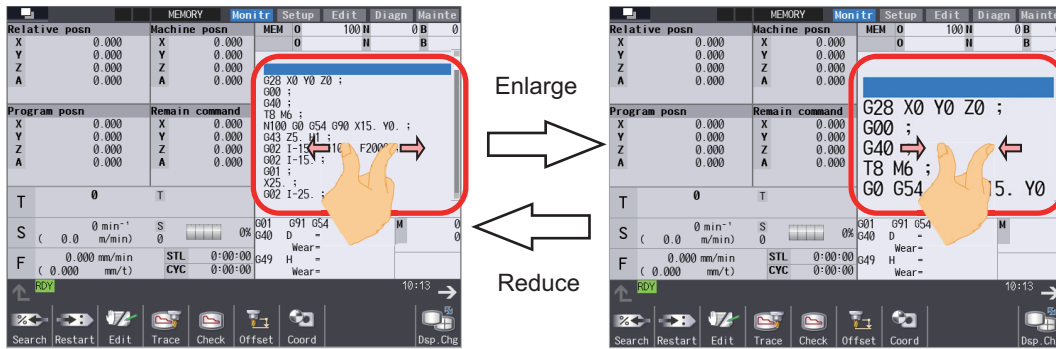 MEMORY Monitr Setup Edit Diagn Mainte
Relative posn Machine posn MEM O 100 N 0 B 0
O N B
X 0.000 X 0.000
Y 0.000 Y 0.000
Z 0.000 Z 0.000
A 0.000 A 0.000
G28 X0 Y0 Z0 ;
G00 ;
G40 ;
T8 M6 ;
N100 G0 G54 G90 X15. Y0. ;
G43 Z5. H1 ;
G02 I-15. F200
G02 I-15. ;
G01 ;
X25. ;
G02 I-25. ;
Program posn Remain command
X 0.000 X 0.000
Y 0.000 Y 0.000
Z 0.000 Z 0.000
A 0.000 A 0.000
T 0 T
S 0 min⁻¹ S 0%
( 0.0 m/min) 0
F 0.000 mm/min STL 0:00:00
( 0.000 mm/t) CYC 0:00:00
G01 G91 G54 M 0
G40 D - 0
Wear=
G49 H -
Wear=
RDY 10:13
Search Restart Edit Trace Check Offset Coord Dsp.Chg
Enlarge
Reduce
MEMORY Monitr Setup Edit Diagn Mainte
Relative posn Machine posn MEM O 100 N 0 B
O N B
X 0.000 X 0.000
Y 0.000 Y 0.000
Z 0.000 Z 0.000
A 0.000 A 0.000
G28 X0 Y0 Z0 ;
G00 ;
G40 ;
T8 M6 ;
G0 G54 15. Y0
Program posn Remain command
X 0.000 X 0.000
Y 0.000 Y 0.000
Z 0.000 Z 0.000
A 0.000 A 0.000
T 0 T
S 0 min⁻¹ S 0%
( 0.0 m/min) 0
F 0.000 mm/min STL 0:00:00
( 0.000 mm/t) CYC 0:00:00
G01 G91 G54 M
G40 D -
Wear=
G49 H -
Wear=
RDY 10:13
Search Restart Edit Trace Check Offset Coord Dsp.Ch